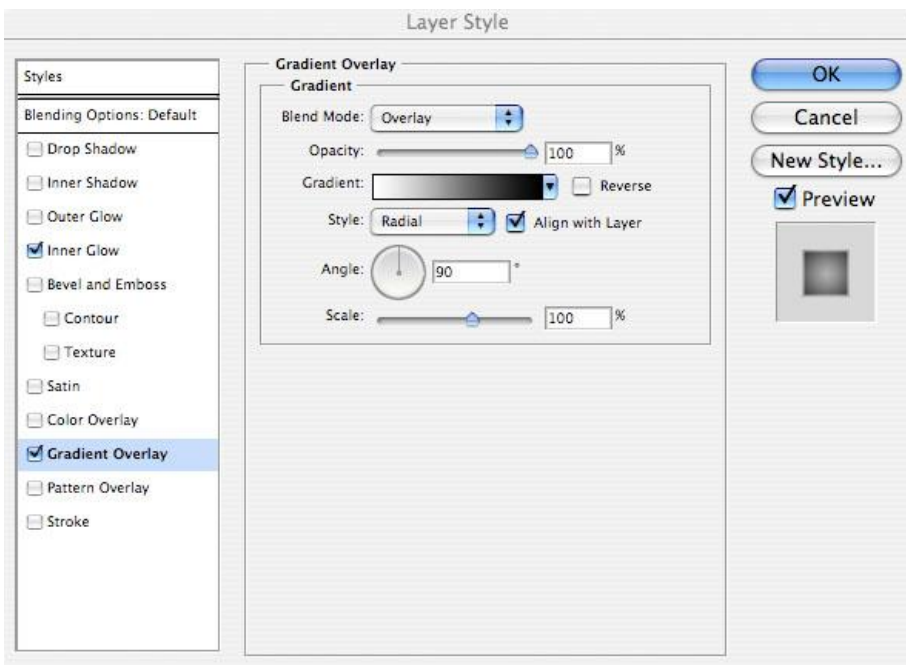 Layer Style
Styles
Blending Options: Default
Drop Shadow
Inner Shadow
Outer Glow
Inner Glow
Bevel and Emboss
Contour
Texture
Satin
Color Overlay
Gradient Overlay
Pattern Overlay
Stroke
Gradient Overlay
Gradient
Blend Mode: Overlay
Opacity: 100 %
Gradient: Reverse
Style: Radial Align with Layer
Angle: 90 °
Scale: 100 %
OK
Cancel
New Style...
Preview